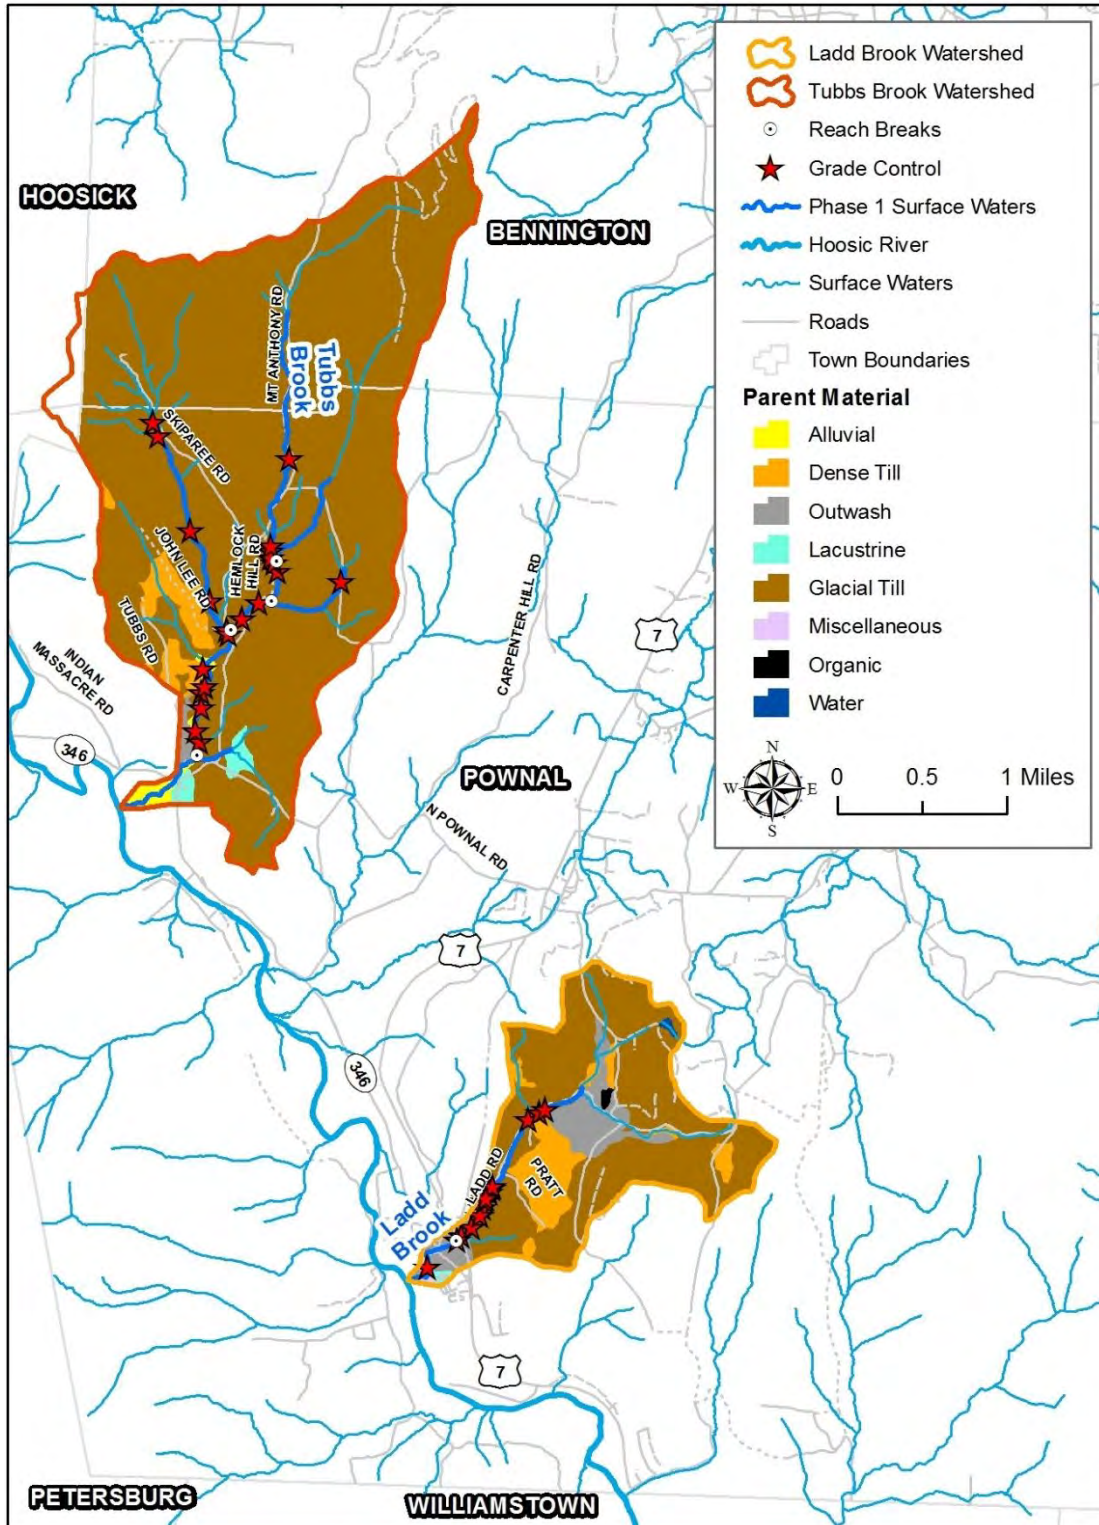 Ladd Brook Watershed
Tubbs Brook Watershed
Reach Breaks
Grade Control
Phase 1 Surface Waters
Hoosic River
Surface Waters
Roads
Town Boundaries
Parent Material
Alluvial
Dense Till
Outwash
Lacustrine
Glacial Till
Miscellaneous
Organic
Water
N
W
E
S
0
0.5
1 Miles
HOOSICK
BENNINGTON
MT ANTHONY RD
Tubbs
Brook
SKIPAREE RD
HEMLOCK
HILL RD
JOHN LEE RD
TUBBS RD
INDIAN
MASSACRE RD
346
CARPENTER HILL RD
7
POWNAL
N POWNAL RD
7
346
LADD RD
PRATT
RD
Ladd
Brook
7
PETERSBURG
WILLIAMSTOWN